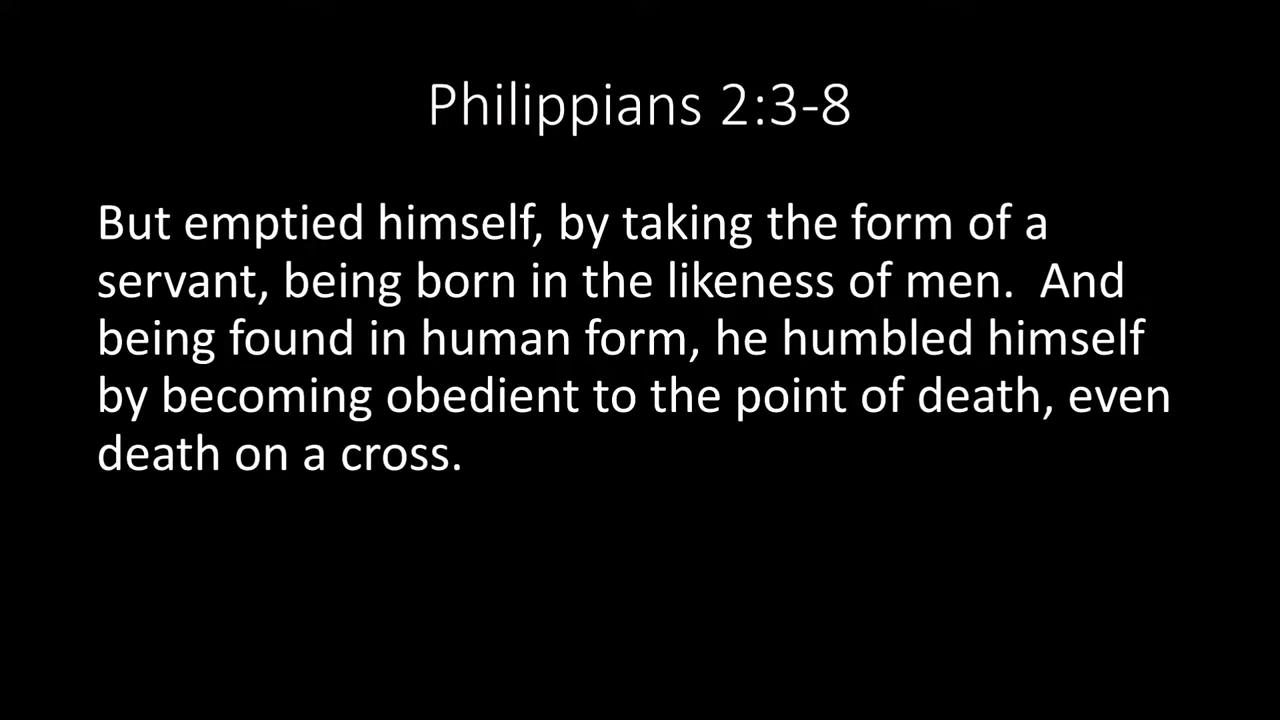 Philippians 2:3-8
But emptied himself, by taking the form of a
servant, being born in the likeness of men.  And
being found in human form, he humbled himself
by becoming obedient to the point of death, even
death on a cross.